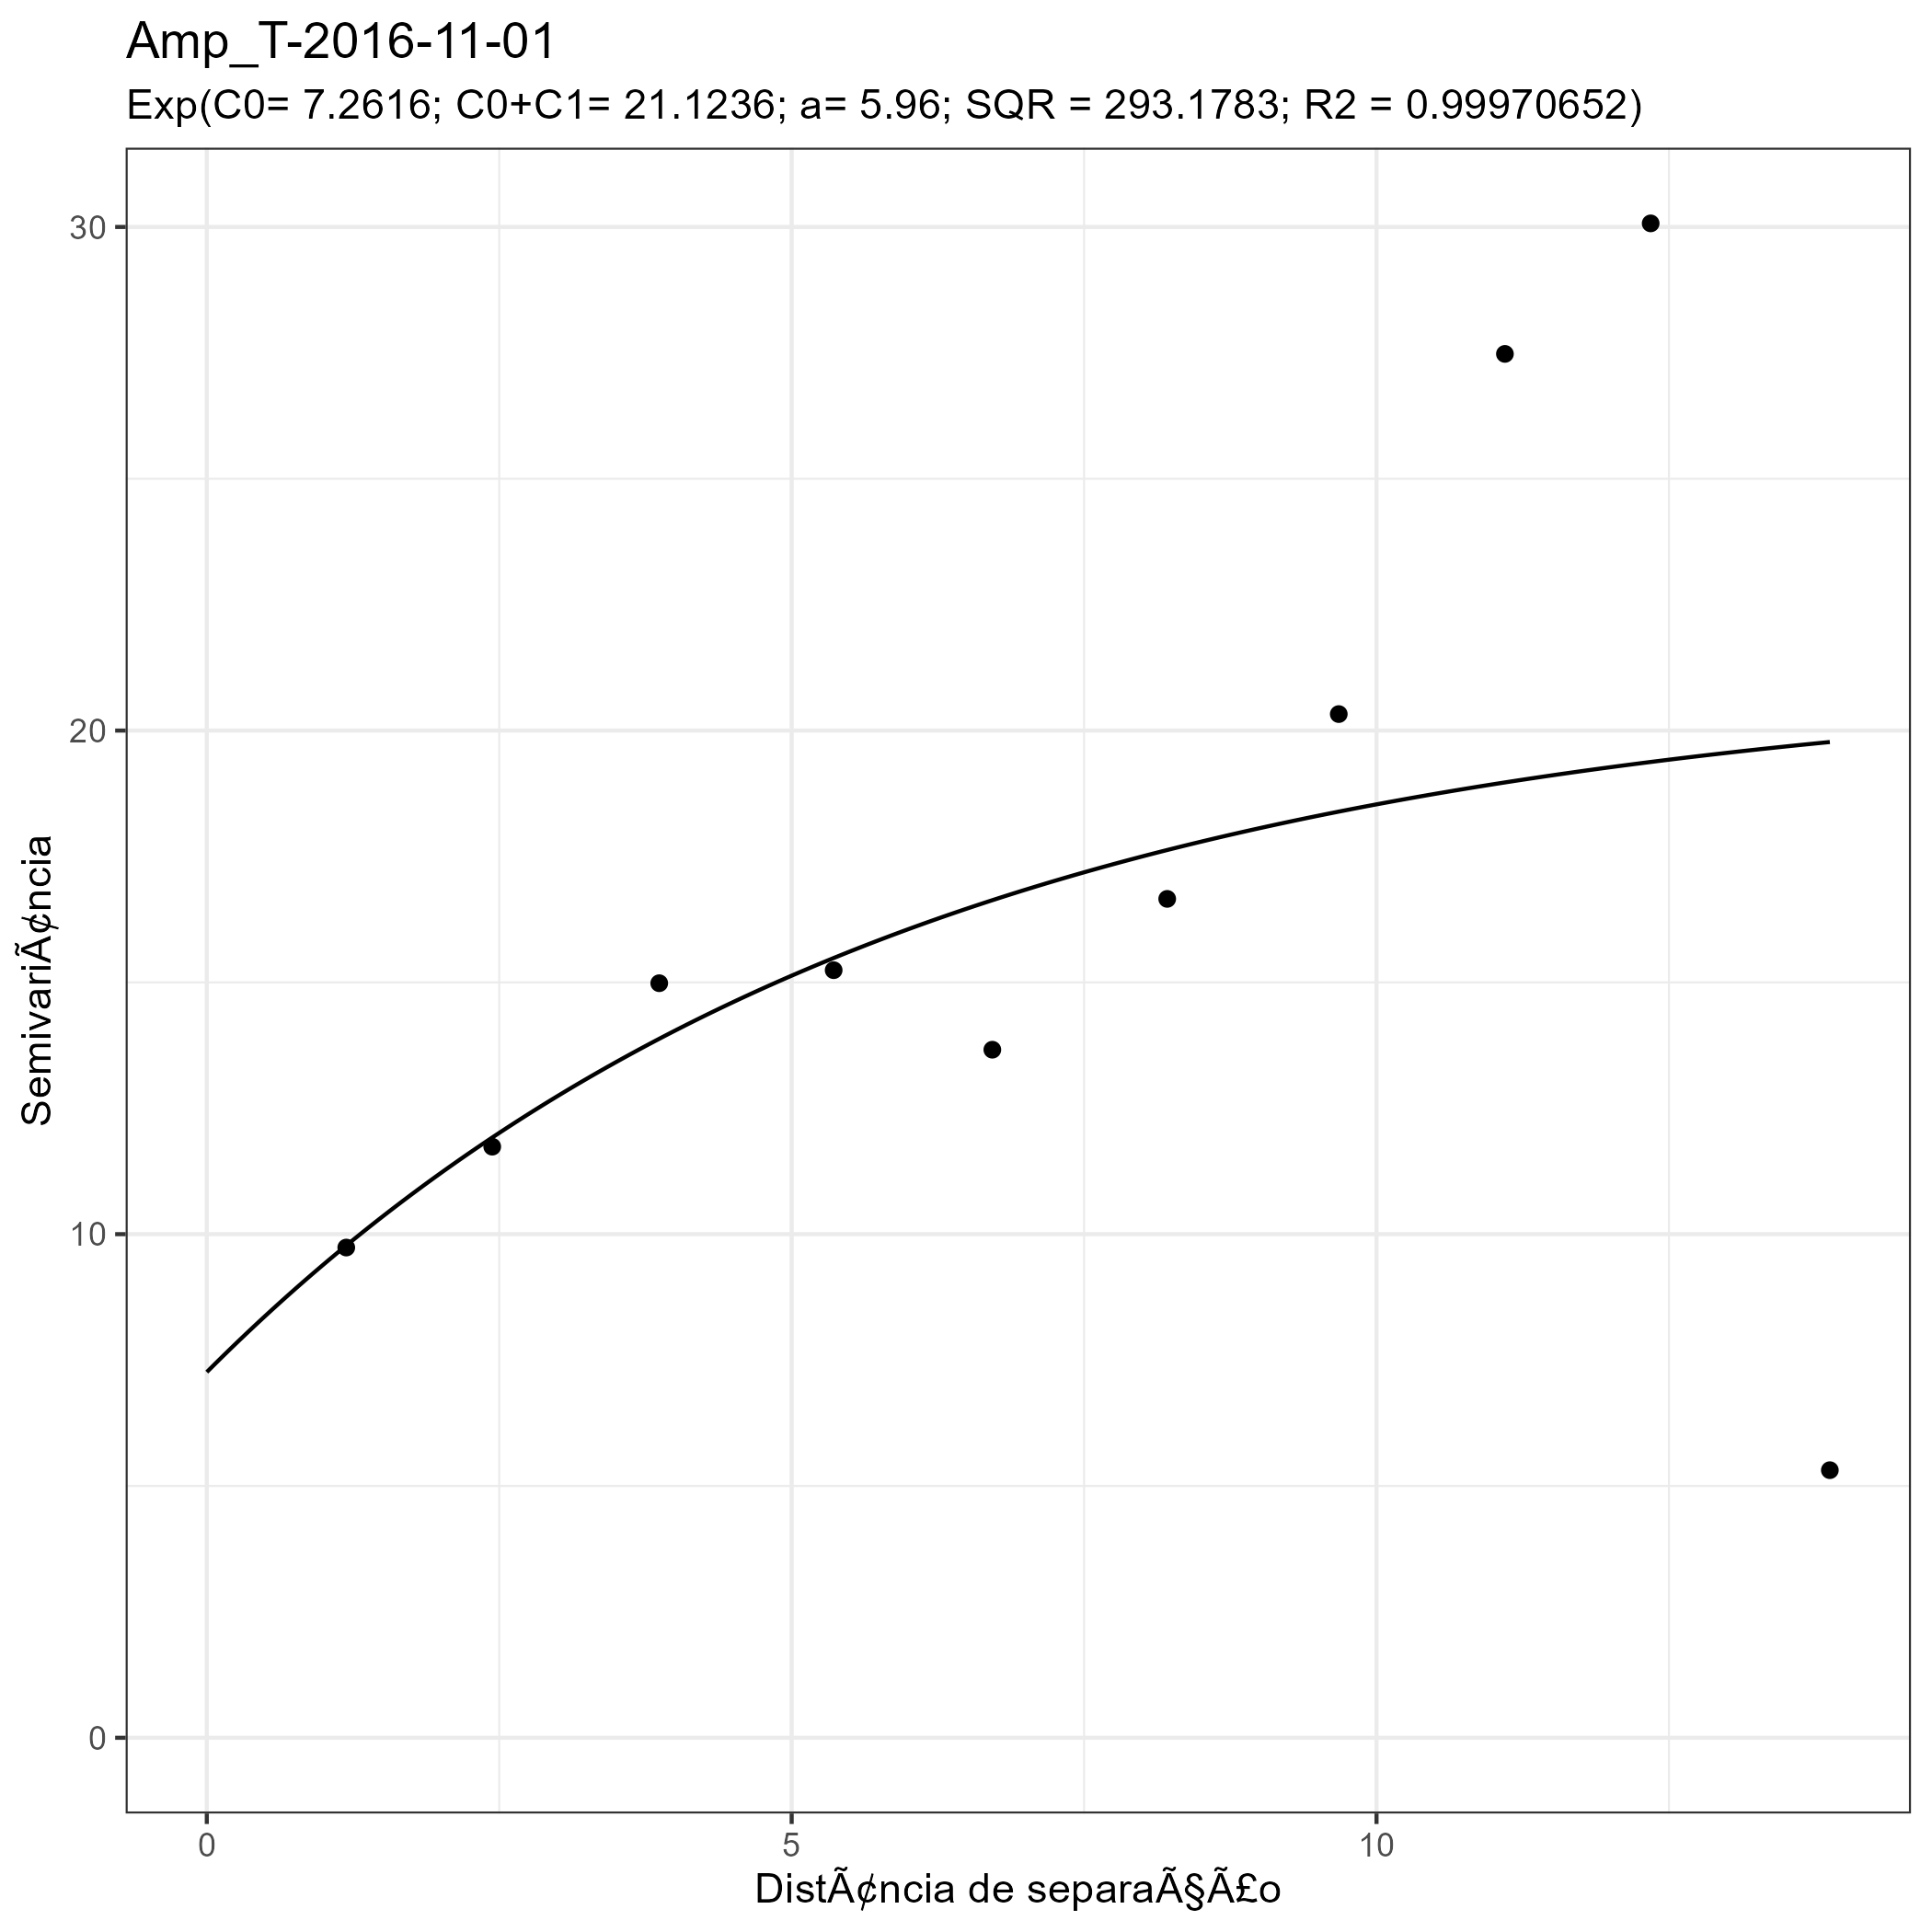 Amp_T-2016-11-01
Exp(C0= 7.2616; C0+C1= 21.1236; a= 5.96; SQR = 293.1783; R2 = 0.99970652)
30
20
10
0
SemivariÃ¢ncia
0 5 10
DistÃ¢ncia de separaÃ§Ã£o